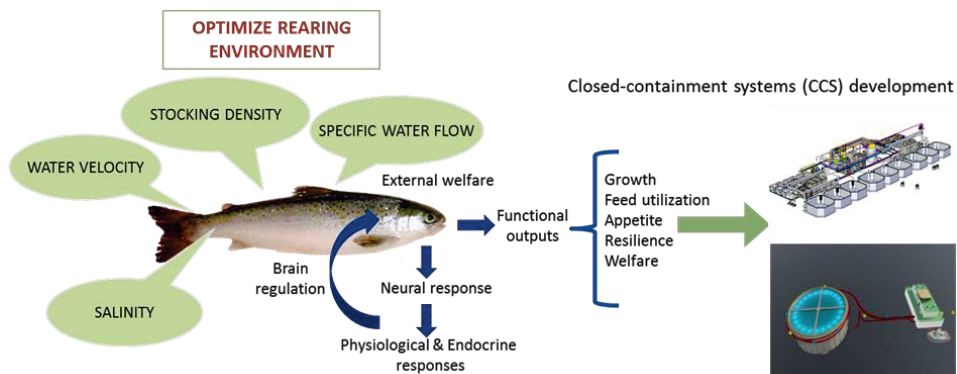 OPTIMIZE REARING
ENVIRONMENT
STOCKING DENSITY
SPECIFIC WATER FLOW
WATER VELOCITY
SALINITY
External welfare
Brain
regulation
Neural response
Physiological & Endocrine
responses
Functional
outputs
Growth
Feed utilization
Appetite
Resilience
Welfare
Closed-containment systems (CCS) development